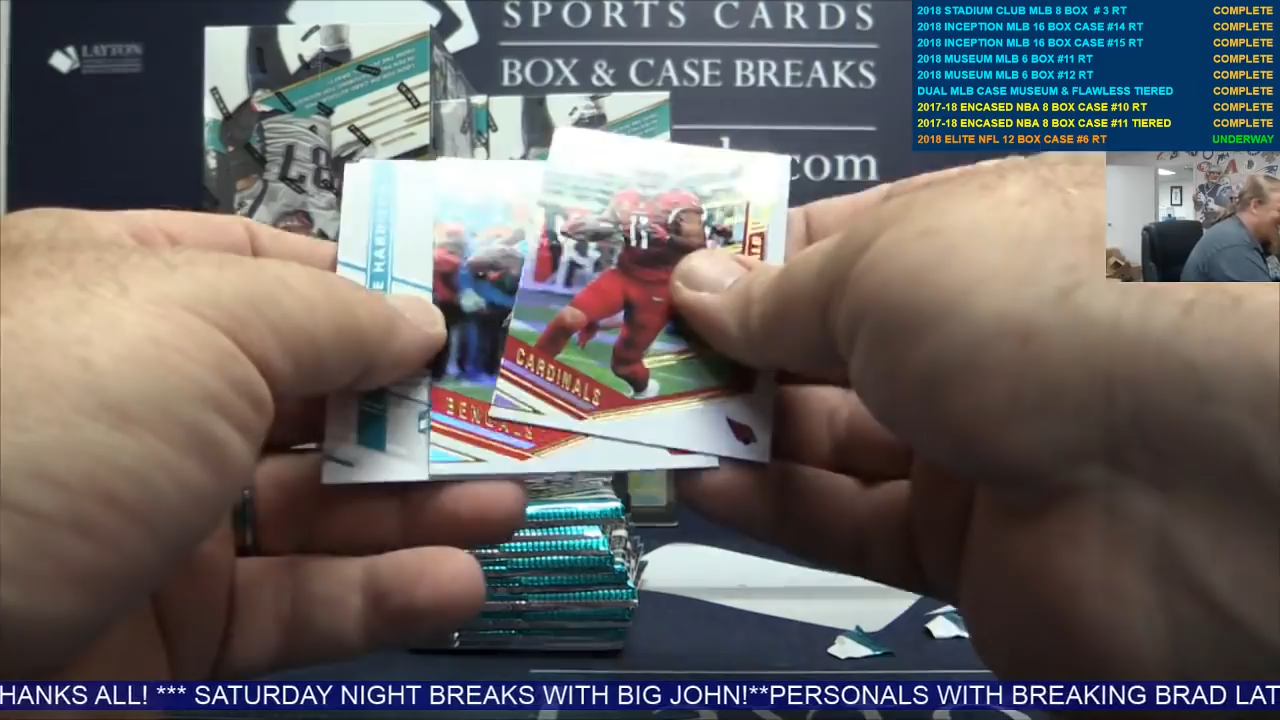 LAYTON
SPORTS CARDS
BOX & CASE BREAKS
.com
2018 STADIUM CLUB MLB 8 BOX # 3 RT COMPLETE
2018 INCEPTION MLB 16 BOX CASE #14 RT COMPLETE
2018 INCEPTION MLB 16 BOX CASE #15 RT COMPLETE
2018 MUSEUM MLB 6 BOX #11 RT COMPLETE
2018 MUSEUM MLB 6 BOX #12 RT COMPLETE
DUAL MLB CASE MUSEUM & FLAWLESS TIERED COMPLETE
2017-18 ENCASED NBA 8 BOX CASE #10 RT COMPLETE
2017-18 ENCASED NBA 8 BOX CASE #11 TIERED COMPLETE
2018 ELITE NFL 12 BOX CASE #6 RT UNDERWAY
87
11
CARDINALS
BENGALS
HANKS ALL! *** SATURDAY NIGHT BREAKS WITH BIG JOHN!**PERSONALS WITH BREAKING BRAD LAT